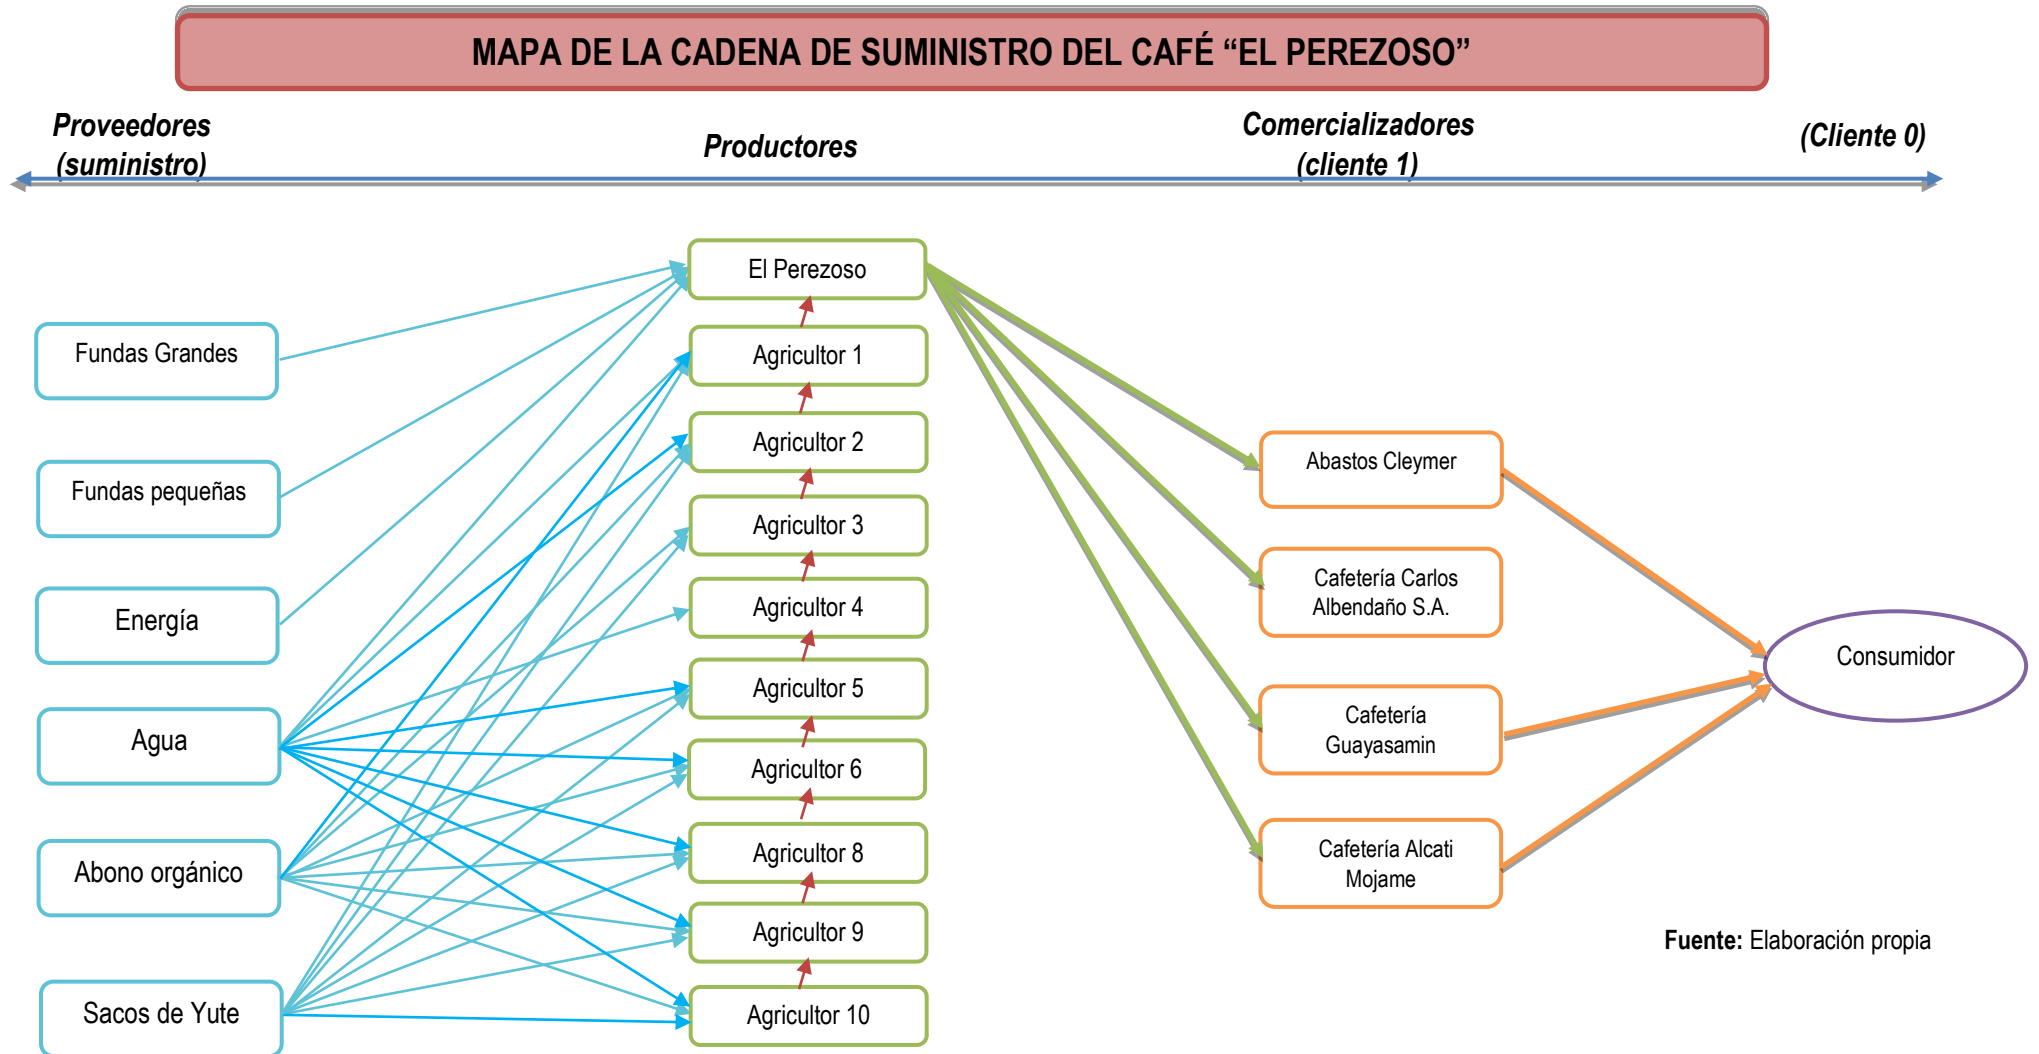 MAPA DE LA CADENA DE SUMINISTRO DEL CAFÉ “EL PEREZOSO”
Proveedores
(suministro)
Productores
Comercializadores
(cliente 1)
(Cliente 0)
Fundas Grandes
Fundas pequeñas
Energía
Agua
Abono orgánico
Sacos de Yute
El Perezoso
Agricultor 1
Agricultor 2
Agricultor 3
Agricultor 4
Agricultor 5
Agricultor 6
Agricultor 8
Agricultor 9
Agricultor 10
Abastos Cleymer
Cafetería Carlos
Albendaño S.A.
Cafetería
Guayasamin
Cafetería Alcati
Mojame
Consumidor
Fuente: Elaboración propia